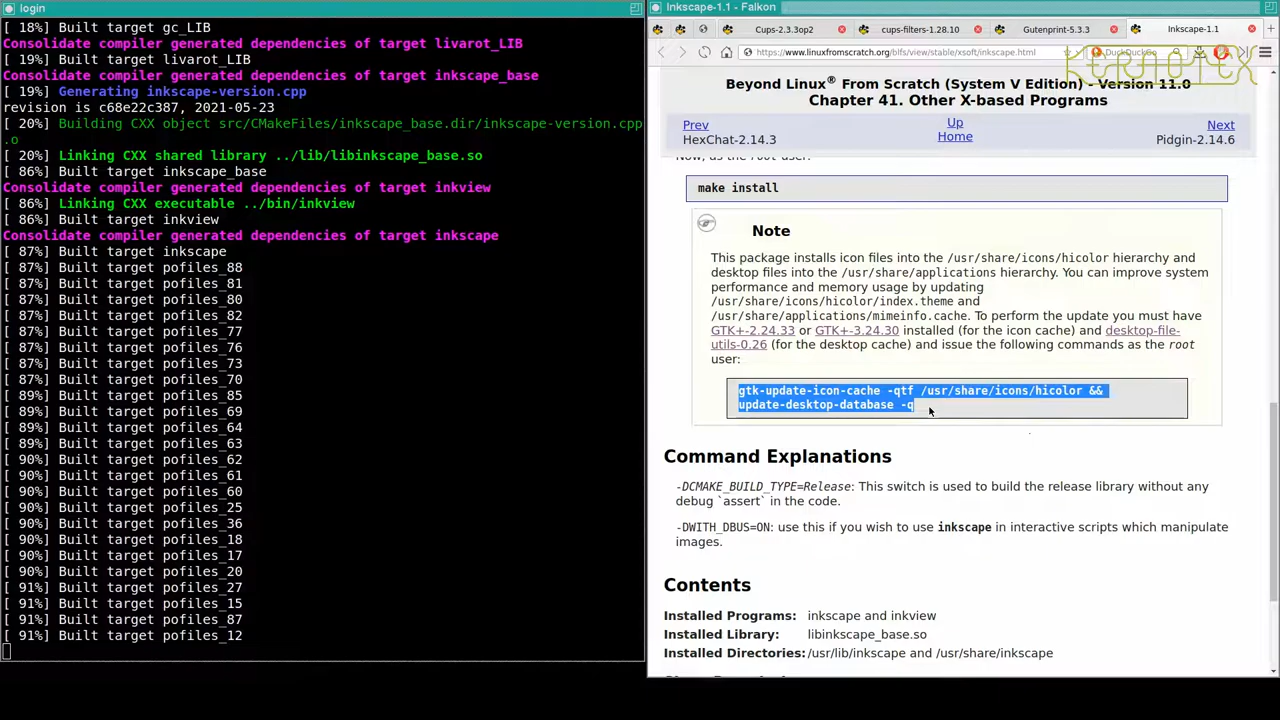 login
[ 18%] Built target gc_LIB
Consolidate compiler generated dependencies of target livarot_LIB
[ 19%] Built target livarot_LIB
Consolidate compiler generated dependencies of target inkscape_base
[ 19%] Generating inkscape-version.cpp
revision is c68e22c387, 2021-05-23
[ 20%] Building CXX object src/CMakeFiles/inkscape_base.dir/inkscape-version.cpp
.o
[ 20%] Linking CXX shared library ../lib/libinkscape_base.so
[ 86%] Built target inkscape_base
Consolidate compiler generated dependencies of target inkview
[ 86%] Linking CXX executable ../bin/inkview
[ 86%] Built target inkview
Consolidate compiler generated dependencies of target inkscape
[ 87%] Built target inkscape
[ 87%] Built target pofiles_88
[ 87%] Built target pofiles_81
[ 87%] Built target pofiles_80
[ 87%] Built target pofiles_82
[ 87%] Built target pofiles_77
[ 87%] Built target pofiles_76
[ 87%] Built target pofiles_73
[ 87%] Built target pofiles_70
[ 89%] Built target pofiles_85
[ 89%] Built target pofiles_69
[ 89%] Built target pofiles_64
[ 89%] Built target pofiles_63
[ 90%] Built target pofiles_62
[ 90%] Built target pofiles_61
[ 90%] Built target pofiles_60
[ 90%] Built target pofiles_25
[ 90%] Built target pofiles_36
[ 90%] Built target pofiles_18
[ 90%] Built target pofiles_17
[ 90%] Built target pofiles_20
[ 91%] Built target pofiles_27
[ 91%] Built target pofiles_15
[ 91%] Built target pofiles_87
[ 91%] Built target pofiles_12
Inkscape-1.1 - Falkon
Cups-2.3.3op2
cups-filters-1.28.10
Gutenprint-5.3.3
Inkscape-1.1
https://www.linuxfromscratch.org/blfs/view/stable/xsoft/inkscape.html
DuckDuckGo
KERNOTEX
Beyond Linux® From Scratch (System V Edition) - Version 11.0
Chapter 41. Other X-based Programs
Prev
Up
Next
HexChat-2.14.3
Home
Pidgin-2.14.6
Now, as the root user:
make install
Note
This package installs icon files into the /usr/share/icons/hicolor hierarchy and
desktop files into the /usr/share/applications hierarchy. You can improve system
performance and memory usage by updating
/usr/share/icons/hicolor/index.theme and
/usr/share/applications/mimeinfo.cache. To perform the update you must have
GTK+-2.24.33 or GTK+-3.24.30 installed (for the icon cache) and desktop-file-
utils-0.26 (for the desktop cache) and issue the following commands as the root
user:
gtk-update-icon-cache -qtf /usr/share/icons/hicolor &&
update-desktop-database -q
Command Explanations
-DCMAKE_BUILD_TYPE=Release: This switch is used to build the release library without any
debug `assert` in the code.
-DWITH_DBUS=ON: use this if you wish to use inkscape in interactive scripts which manipulate
images.
Contents
Installed Programs: inkscape and inkview
Installed Library: libinkscape_base.so
Installed Directories: /usr/lib/inkscape and /usr/share/inkscape